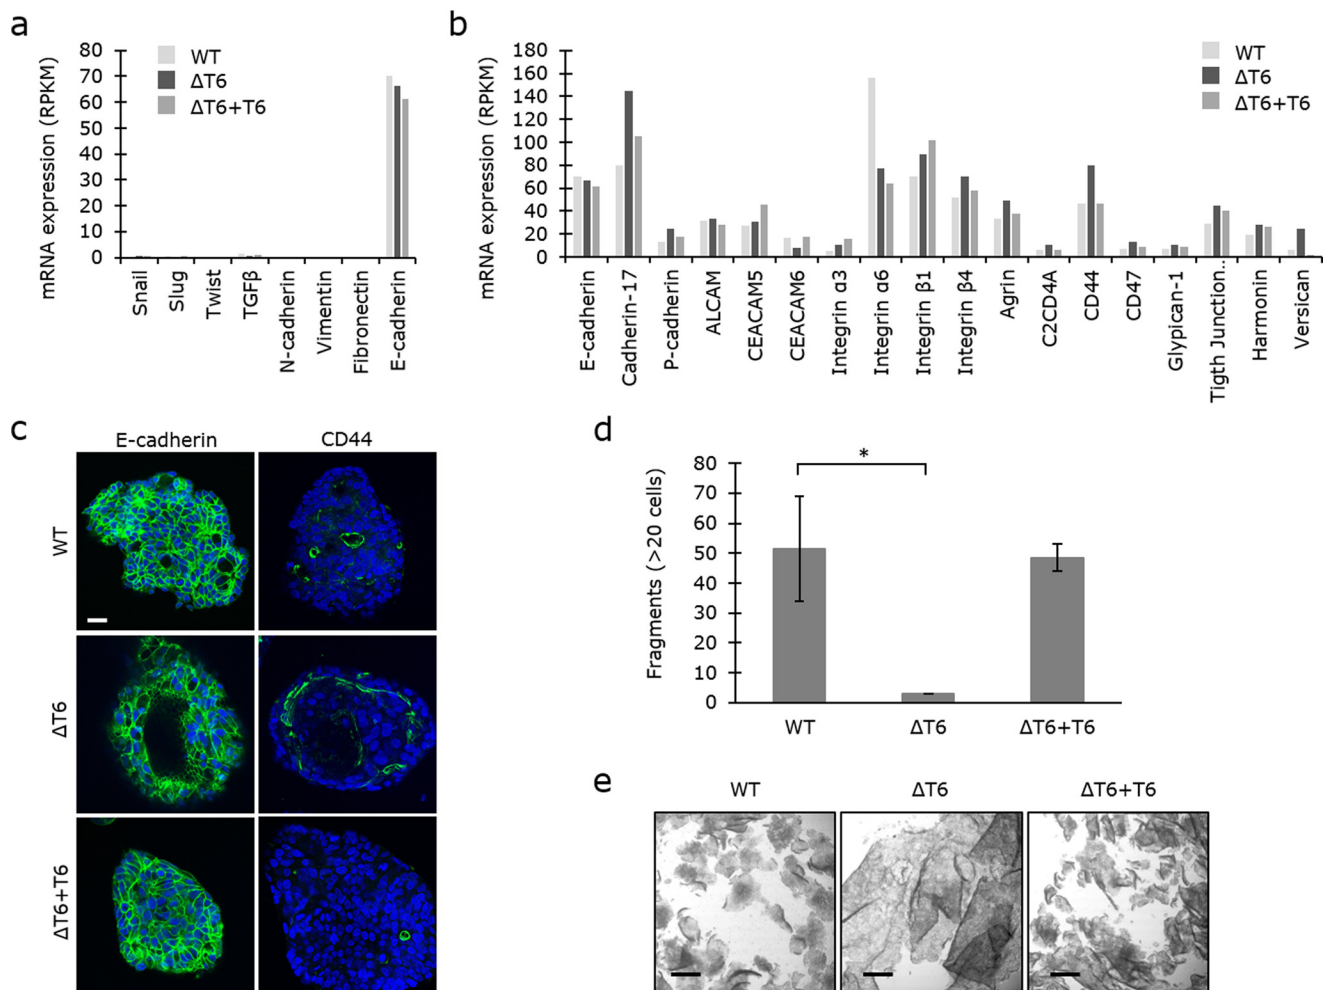 a
mRNA expression (RPKM)
80
70
60
50
40
30
20
10
0
WT
ΔT6
ΔT6+T6
Snail
Slug
Twist
TGFβ
N-cadherin
Vimentin
Fibronectin
E-cadherin
b
mRNA expression (RPKM)
180
160
140
120
100
80
60
40
20
0
WT
ΔT6
ΔT6+T6
E-cadherin
Cadherin-17
P-cadherin
ALCAM
CEACAM5
CEACAM6
Integrin α3
Integrin α6
Integrin β1
Integrin β4
Agrin
C2CD4A
CD44
CD47
Glypican-1
Tigth Junction..
Harmonin
Versican
c
E-cadherin CD44
WT
ΔT6
ΔT6+T6
d
Fragments (>20 cells)
80
70
60
50
40
30
20
10
0
*
WT ΔT6 ΔT6+T6
e
WT ΔT6 ΔT6+T6